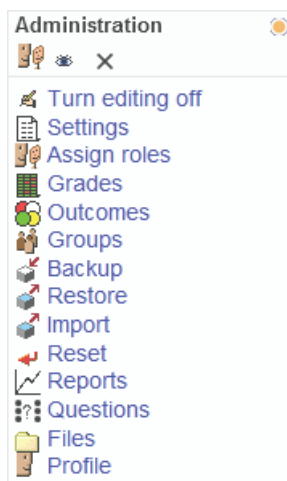 Administration
Turn editing off
Settings
Assign roles
Grades
Outcomes
Groups
Backup
Restore
Import
Reset
Reports
Questions
Files
Profile